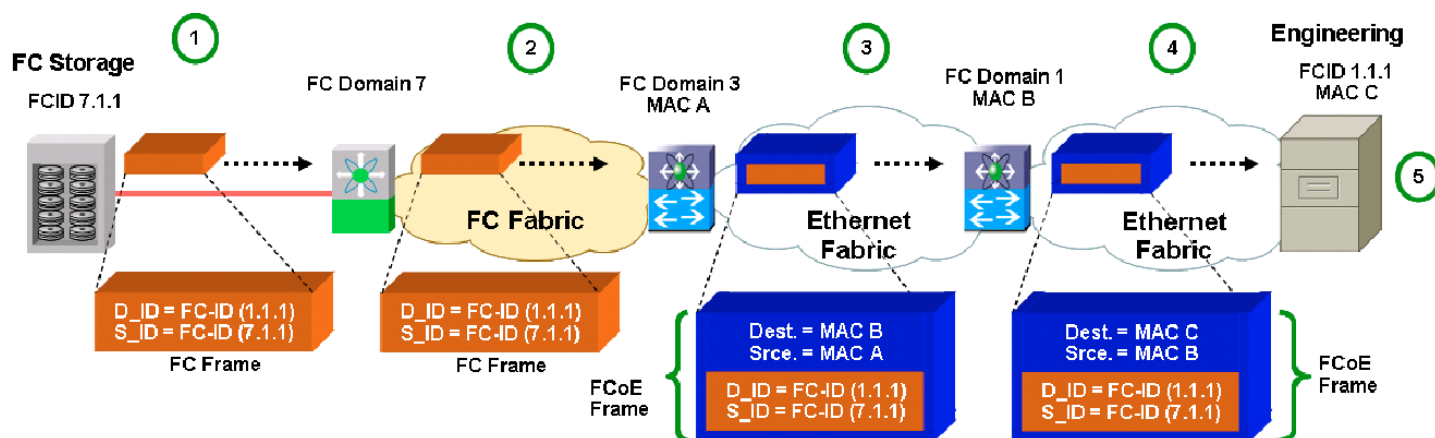 1
2
3
4
Engineering
FC Storage
FCID 7.1.1
FC Domain 7
FC Domain 3
MAC A
FC Domain 1
MAC B
FCID 1.1.1
MAC C
5
FC Fabric
Ethernet
Fabric
Ethernet
Fabric
D_ID = FC-ID (1.1.1)
S_ID = FC-ID (7.1.1)
FC Frame
D_ID = FC-ID (1.1.1)
S_ID = FC-ID (7.1.1)
FC Frame
FCoE
Frame
Dest. = MAC B
Srce. = MAC A
D_ID = FC-ID (1.1.1)
S_ID = FC-ID (7.1.1)
Dest. = MAC C
Srce. = MAC B
D_ID = FC-ID (1.1.1)
S_ID = FC-ID (7.1.1)
FCoE
Frame